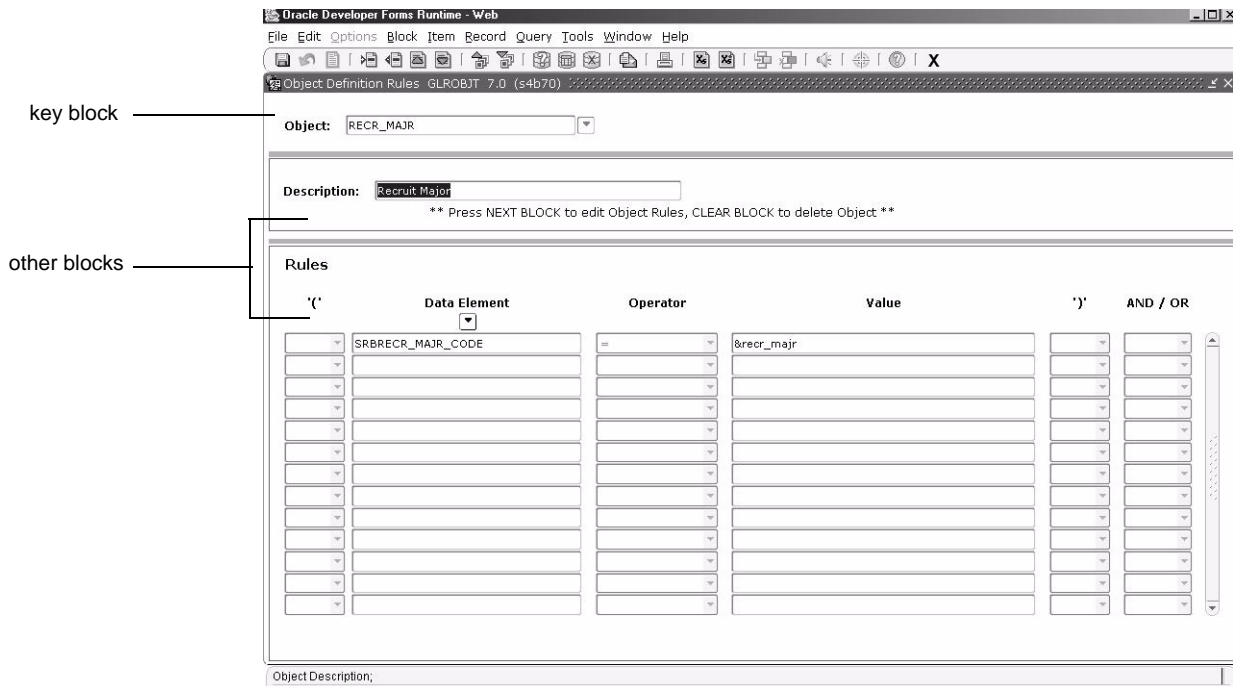 Oracle Developer Forms Runtime - Web
File Edit Options Block Item Record Query Tools Window Help
X
Object Definition Rules GLROBJT 7.0 (s4b70)
key block
Object: RECR_MAJR
Description: Recruit Major
** Press NEXT BLOCK to edit Object Rules, CLEAR BLOCK to delete Object **
other blocks
Rules
'(' Data Element Operator Value ')' AND / OR
SRBRECR_MAJR_CODE = &recr_majr
Object Description;